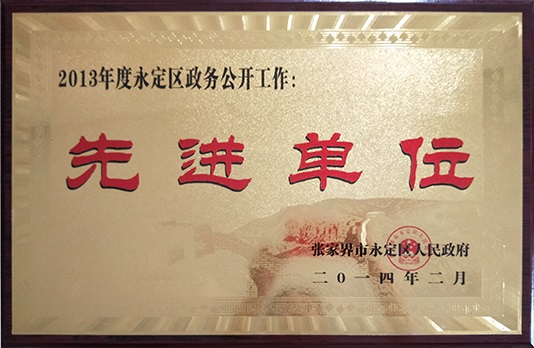 2013年度永定区政务公开工作:
先进单位
张家界市永定区人民政府
二〇一四年二月